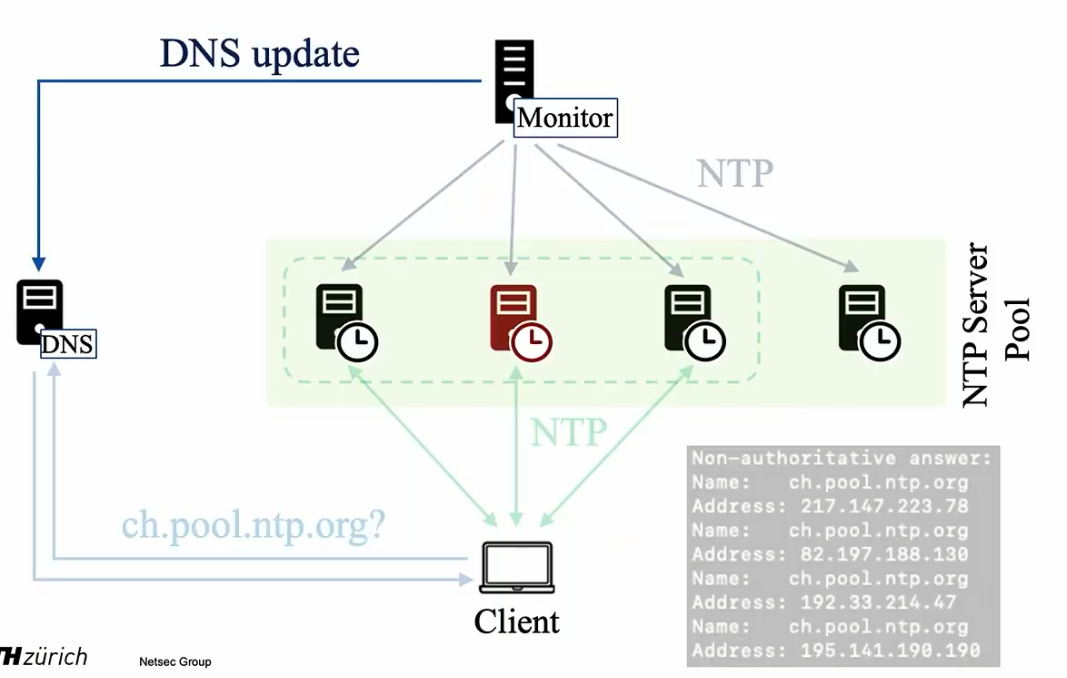 DNS update
Monitor
NTP
DNS
NTP Server
Pool
NTP
ch.pool.ntp.org?
Client
Non-authoritative answer:
Name: ch.pool.ntp.org
Address: 217.147.223.78
Name: ch.pool.ntp.org
Address: 82.197.188.130
Name: ch.pool.ntp.org
Address: 192.33.214.47
Name: ch.pool.ntp.org
Address: 195.141.190.190
TH zürich
Netsec Group